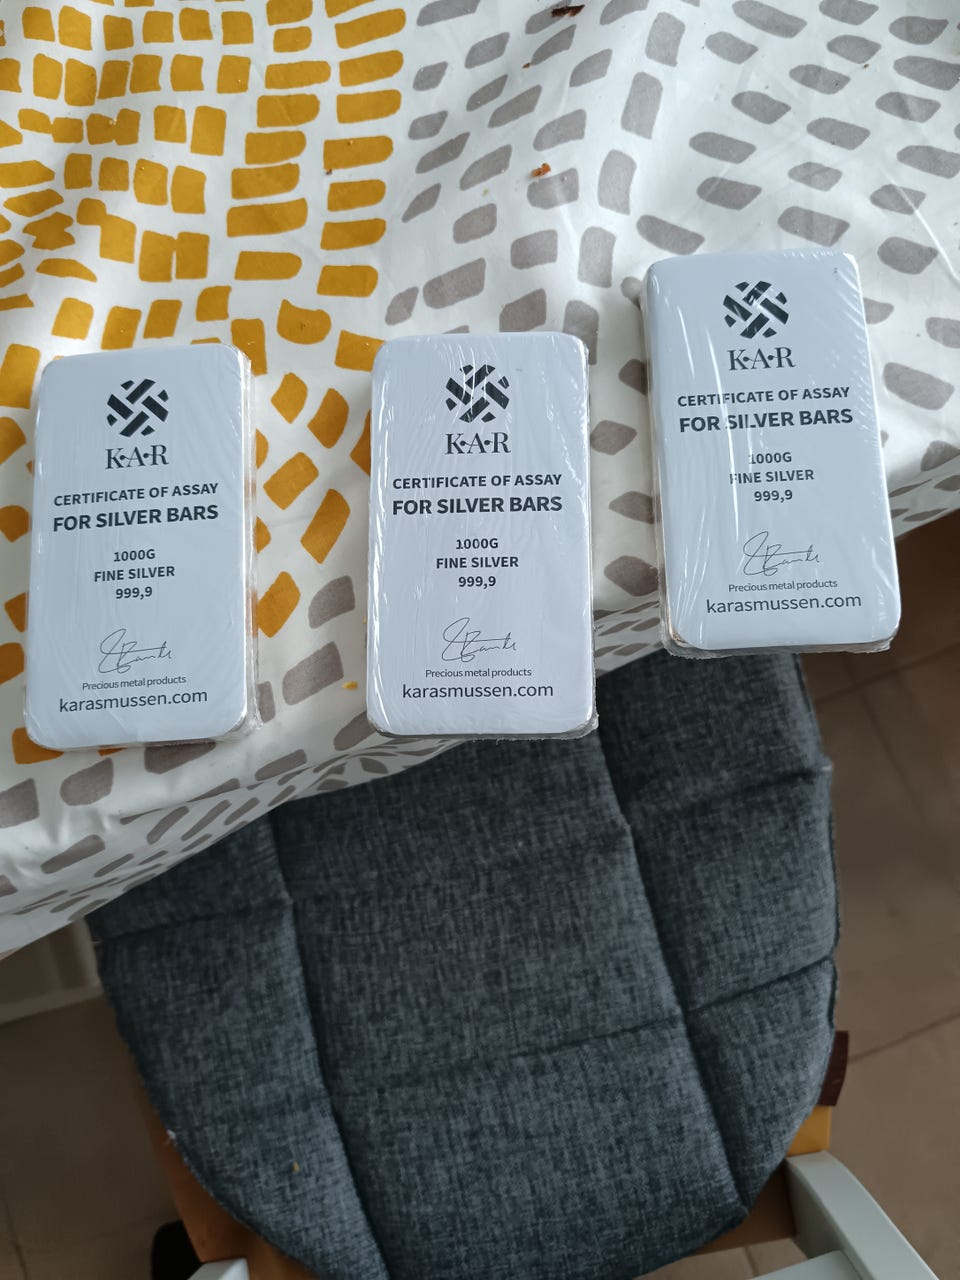 K·A·R
CERTIFICATE OF ASSAY
FOR SILVER BARS
1000G
FINE SILVER
999,9
Precious metal products
karasmussen.com
K·A·R
CERTIFICATE OF ASSAY
FOR SILVER BARS
1000G
FINE SILVER
999,9
Precious metal products
karasmussen.com
K·A·R
CERTIFICATE OF ASSAY
FOR SILVER BARS
1000G
FINE SILVER
999,9
Precious metal products
karasmussen.com